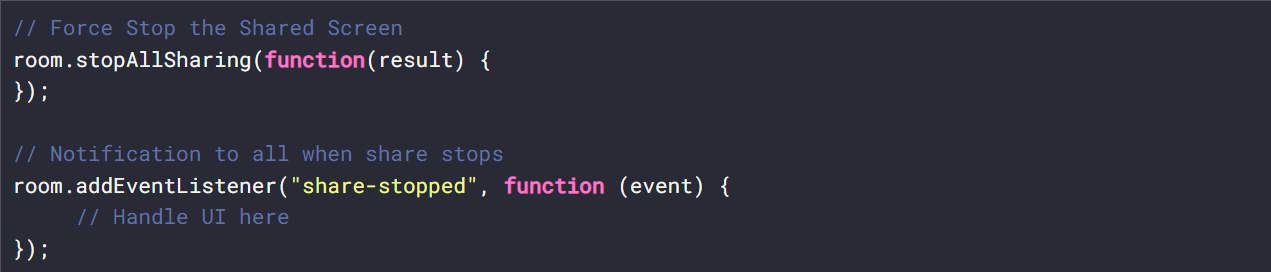 // Force Stop the Shared Screen
room.stopAllSharing(function(result) {
});
// Notification to all when share stops
room.addEventListener("share-stopped", function (event) {
// Handle UI here
});